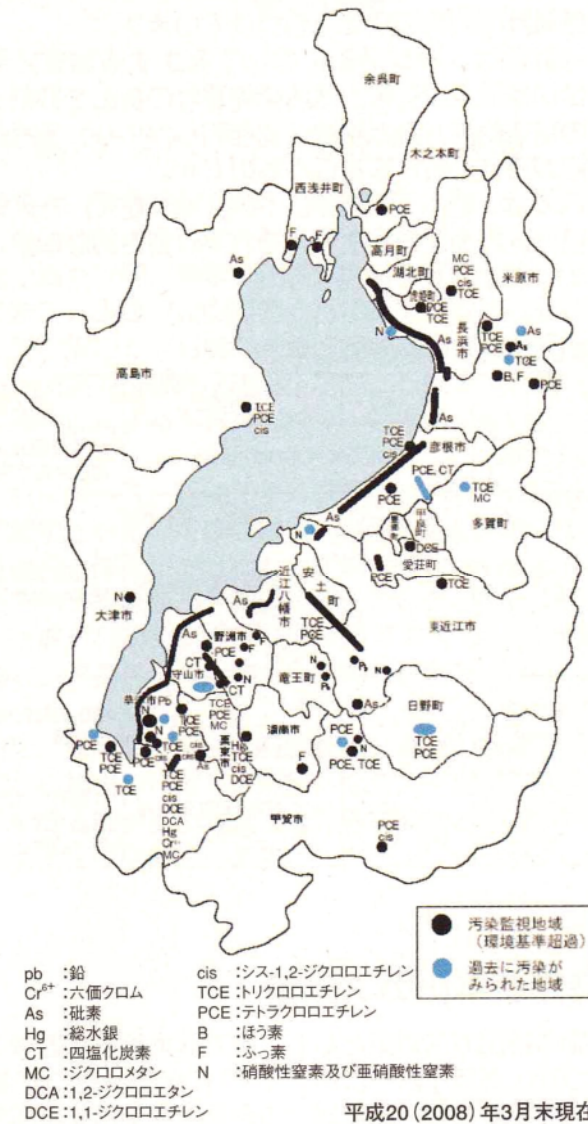 余呉町
木之本町
西浅井町
PCE
F
F
高月町
As
湖北町
MC
PCE
cis
TCE
米原市
PCE
TCE
長浜市
N
As
As
TCE
PCE
As
TCE
B, F
PCE
高島市
TCE
PCE
cis
As
TCE
PCE
cis
彦根市
PCE, CT
TCE
MC
PCE
多賀町
甲良町
As
N
DCE
愛荘町
PCE
TCE
近江八幡市
安土町
大津市
N
As
As
東近江市
野洲市
F
F
TCE
PCE
PCE
CT
守山市
N
CT
竜王町
N
N
As
日野町
Pb
N
TCE
PCE
TCE
PCE
MC
PCE
TCE
PCE
TCE
PCE
cis
As
栗東市
湖南市
Hg
TCE
cis
DCE
F
PCE
N
PCE, TCE
TCE
PCE
TCE
TCE
PCE
cis
DCE
DCA
Hg
MC
甲賀市
PCE
cis
汚染監視地域
(環境基準超過)
過去に汚染が
みられた地域
pb :鉛
Cr6+ :六価クロム
As :砒素
Hg :総水銀
CT :四塩化炭素
MC :ジクロロメタン
DCA:1,2-ジクロロエタン
DCE:1,1-ジクロロエチレン
cis :シス-1,2-ジクロロエチレン
TCE :トリクロロエチレン
PCE :テトラクロロエチレン
B :ほう素
F :ふっ素
N :硝酸性窒素及び亜硝酸性窒素
平成20(2008)年3月末現在